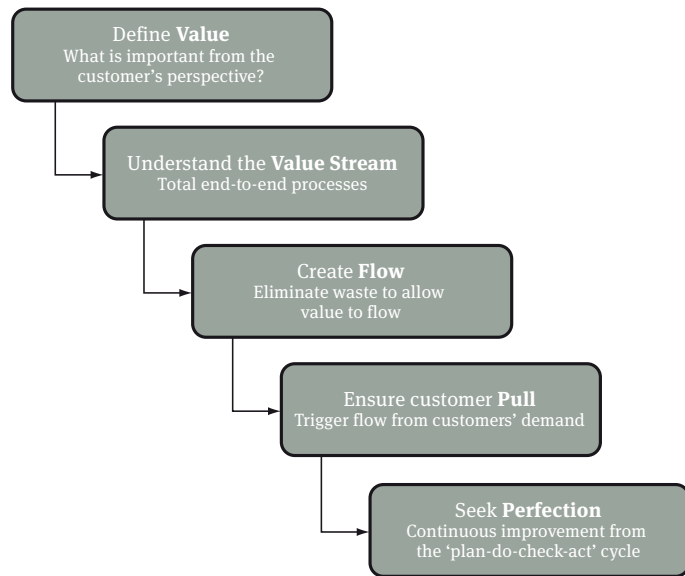 Define Value
What is important from the
customer's perspective?
Understand the Value Stream
Total end-to-end processes
Create Flow
Eliminate waste to allow
value to flow
Ensure customer Pull
Trigger flow from customers' demand
Seek Perfection
Continuous improvement from
the 'plan-do-check-act' cycle